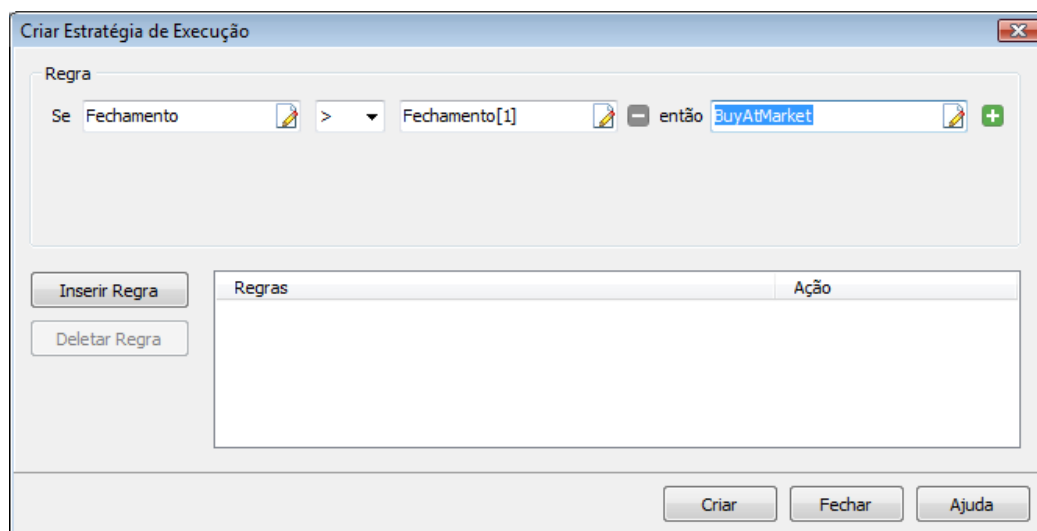 Criar Estratégia de Execução
Regra
Se Fechamento > Fechamento[1] então BuyAtMarket
Inserir Regra
Regras Ação
Deletar Regra
Criar Fechar Ajuda